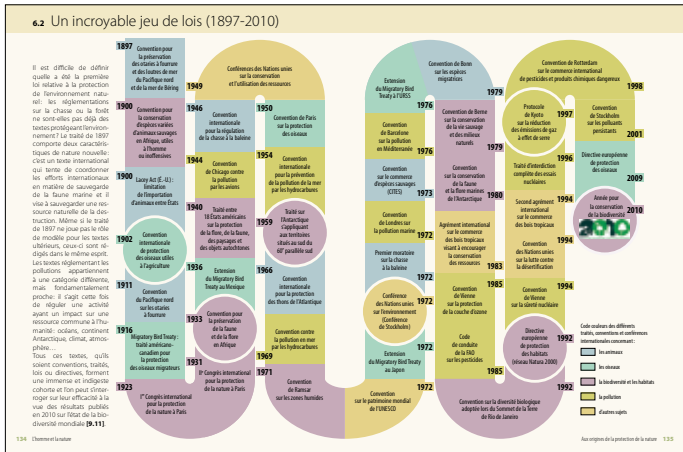 6.2 Un incroyable jeu de lois (1897-2010)
Il est difficile de définir
quelle a été la première
loi relative à la protection
de l'environnement natu-
rel : les réglementations
sur la chasse ou la forêt
ne sont-elles pas déjà des
textes protégeant l'environ-
nement ? Le traité de 1897
comporte deux caractéris-
tiques de nature nouvelle :
c'est un texte international
qui tente de coordonner
les efforts internationaux
en matière de sauvegarde
de la faune marine et il
vise à sauvegarder une res-
source naturelle de la des-
truction. Même si le traité
de 1897 ne joue pas le rôle
de modèle pour les textes
ultérieurs, ceux-ci sont ré-
digés dans le même esprit.
Les textes réglementant les
pollutions appartiennent
à une catégorie différente,
mais fondamentalement
proche : il s'agit cette fois
de réguler une activité
ayant un impact sur une
ressource commune à l'hu-
manité : océans, continent
Antarctique, climat, atmos-
phère…
Tous ces textes, qu'ils
soient conventions, traités,
lois ou directives, forment
une immense et indigeste
cohorte et l'on peut s'inter-
roger sur leur efficacité à la
vue des résultats publiés
en 2010 sur l'état de la bio-
diversité mondiale [9.11].
1897
Convention pour
la préservation
des otaries à fourrure
et des loutres de mer
du Pacifique nord
et de la mer de Béring
1900
Convention pour
la conservation
d'espèces variées
d'animaux sauvages
en Afrique, utiles
à l'homme
ou inoffensives
1900
Lacey Act (É.-U.) :
limitation
de l'importation
d'animaux entre États
1902
Convention
internationale
de protection
des oiseaux utiles
à l'agriculture
1911
Convention
du Pacifique nord
sur les otaries
à fourrure
1916
Migratory Bird Treaty :
traité américano-
canadien pour
la protection
des oiseaux migrateurs
1923
Ier Congrès international
pour la protection
de la nature à Paris
1931
IIe Congrès international
pour la protection de
la nature à Paris
1933
Convention pour
la préservation
de la faune
et de la flore
en Afrique
1936
Extension
du Migratory Bird
Treaty au Mexique
1940
Traité entre
18 États américains
sur la protection
de la flore, de la faune,
des paysages et
des objets autochtones
1944
Convention
de Chicago contre
la pollution
par les avions
1946
Convention
internationale
pour la régulation
de la chasse à la baleine
1949
Conférences des Nations unies
sur la conservation
et l'utilisation des ressources
1950
Convention de Paris
sur la protection
des oiseaux
1954
Convention
internationale
pour la prévention
de la pollution de la mer
par les hydrocarbures
1959
Traité sur
l'Antarctique
s'appliquant
aux territoires
situés au sud du
60e parallèle sud
1966
Convention
internationale
pour la protection
des thons de l'Atlantique
Convention contre
la pollution en mer
par les hydrocarbures
1969
1971
Convention
de Ramsar
sur les zones humides
Convention sur le patrimoine mondial
de l'UNESCO
1972
Extension
du Migratory Bird Treaty
au Japon
1972
Conférence
des Nations unies
sur l'environnement
(Conférence
de Stockholm)
1972
Premier moratoire
sur la chasse
à la baleine
1972
Convention
de Londres sur
la pollution marine
1972
Convention
sur le commerce
d'espèces sauvages
(CITES)
1973
Convention
de Barcelone
sur la pollution
en Méditerranée
1976
Extension
du Migratory Bird
Treaty à l'URSS
1976
Convention de Bonn
sur les espèces
migratrices
1979
Convention de Berne
sur la conservation
de la vie sauvage
et des milieux
naturels
1979
Convention
sur la conservation
de la faune
et la flore marines
de l'Antarctique
1980
Agrément international
sur le commerce
des bois tropicaux
visant à encourager
la conservation
des ressources
1983
Convention
de Vienne
sur la protection
de la couche d'ozone
1985
Code
de conduite
de la FAO
sur les pesticides
1985
Convention sur la diversité biologique
adoptée lors du Sommet de la Terre
de Rio de Janeiro
1992
Directive
européenne
de protection
des habitats
(réseau Natura 2000)
1992
Convention
de Vienne
sur la sûreté nucléaire
1994
Convention
des Nations unies
sur la lutte contre
la désertification
1994
Second agrément
international
sur le commerce
des bois tropicaux
1994
Traité d'interdiction
complète des essais
nucléaires
1996
Protocole
de Kyoto
sur la réduction
des émissions de gaz
à effet de serre
1997
Convention de Rotterdam
sur le commerce international
de pesticides et produits chimiques dangereux
1998
Convention
de Stockholm
sur les polluants
persistants
2001
Directive européenne
de protection
des oiseaux
2009
Année pour
la conservation
de la biodiversité
2010
2010
Code couleurs des différents
traités, conventions et conférences
internationales concernant :
les animaux
les oiseaux
la biodiversité et les habitats
la pollution
d'autres sujets
134 L'homme et la nature
Aux origines de la protection de la nature 135